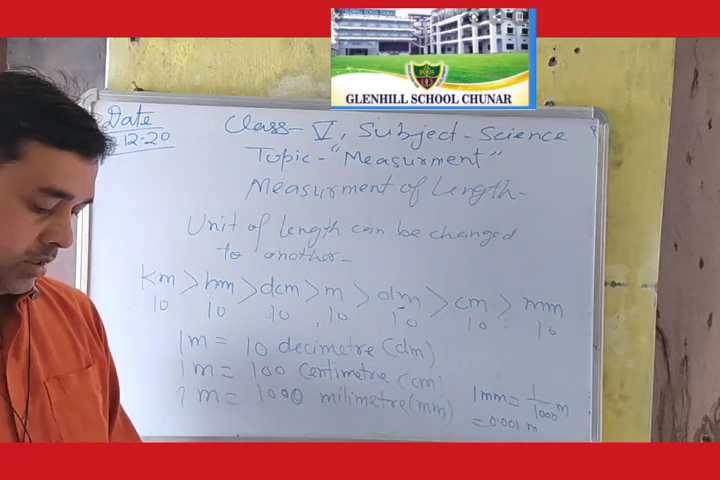 GLENHILL SCHOOL CHUNAR
Date
12-20
Class- V, Subject-Science
Topic-"Measurment"
Measurment of Length-
Unit of length can be changed
to another-
Km > hm > dcm > m > dm > cm > mm
10 10 10 10 10 10 10
1m = 10 decimetre (dm)
1m = 100 Centimetre (cm)
1m = 1000 milimetre (mm)
1mm = 1/1000 m
= 0.001 m